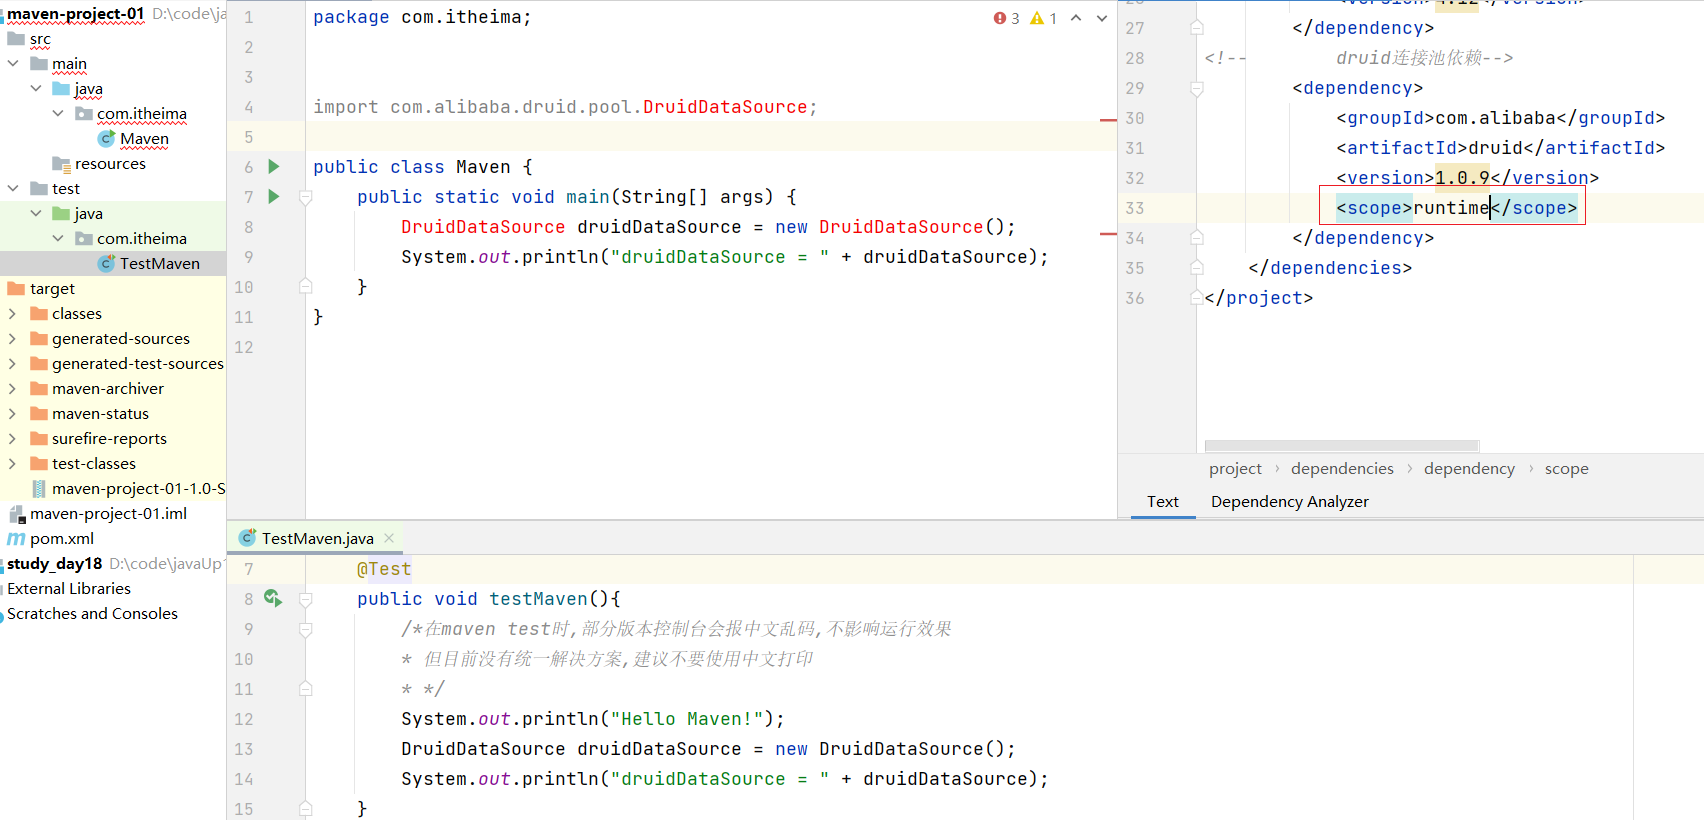 maven-project-01 D:\code\ja
src
main
java
com.itheima
Maven
resources
test
java
com.itheima
TestMaven
target
classes
generated-sources
generated-test-sources
maven-archiver
maven-status
surefire-reports
test-classes
maven-project-01-1.0-S
maven-project-01.iml
pom.xml
study_day18 D:\code\javaUp
External Libraries
Scratches and Consoles
1 package com.itheima;
2
3
4 import com.alibaba.druid.pool.DruidDataSource;
5
6 public class Maven {
7 public static void main(String[] args) {
8 DruidDataSource druidDataSource = new DruidDataSource();
9 System.out.println("druidDataSource = " + druidDataSource);
10 }
11 }
12
3 1
27 </dependency>
28 <!-- druid连接池依赖-->
29 <dependency>
30 <groupId>com.alibaba</groupId>
31 <artifactId>druid</artifactId>
32 <version>1.0.9</version>
33 <scope>runtime</scope>
34 </dependency>
35 </dependencies>
36 </project>
project › dependencies › dependency › scope
Text Dependency Analyzer
TestMaven.java
7 @Test
8 public void testMaven(){
9 /*在maven test时,部分版本控制台会报中文乱码,不影响运行效果
10 * 但目前没有统一解决方案,建议不要使用中文打印
11 * */
12 System.out.println("Hello Maven!");
13 DruidDataSource druidDataSource = new DruidDataSource();
14 System.out.println("druidDataSource = " + druidDataSource);
15 }